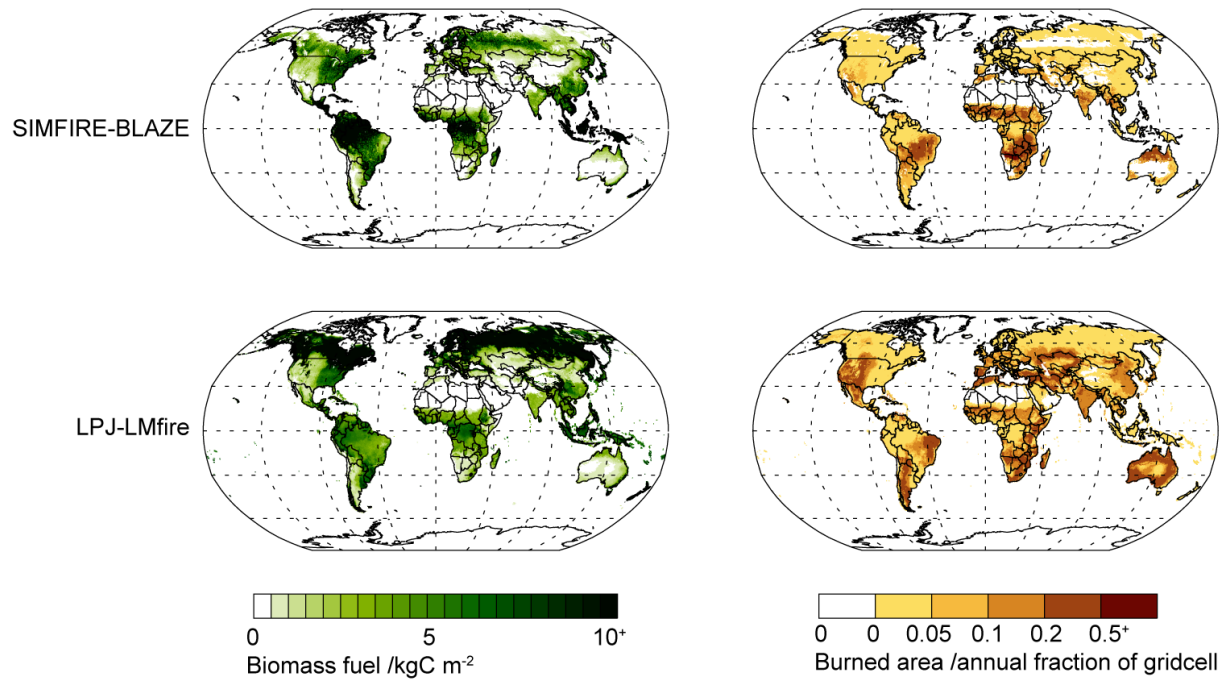 SIMFIRE-BLAZE
LPJ-LMfire
0 5 10⁺
Biomass fuel /kgC m⁻²
0 0 0.05 0.1 0.2 0.5⁺
Burned area /annual fraction of gridcell